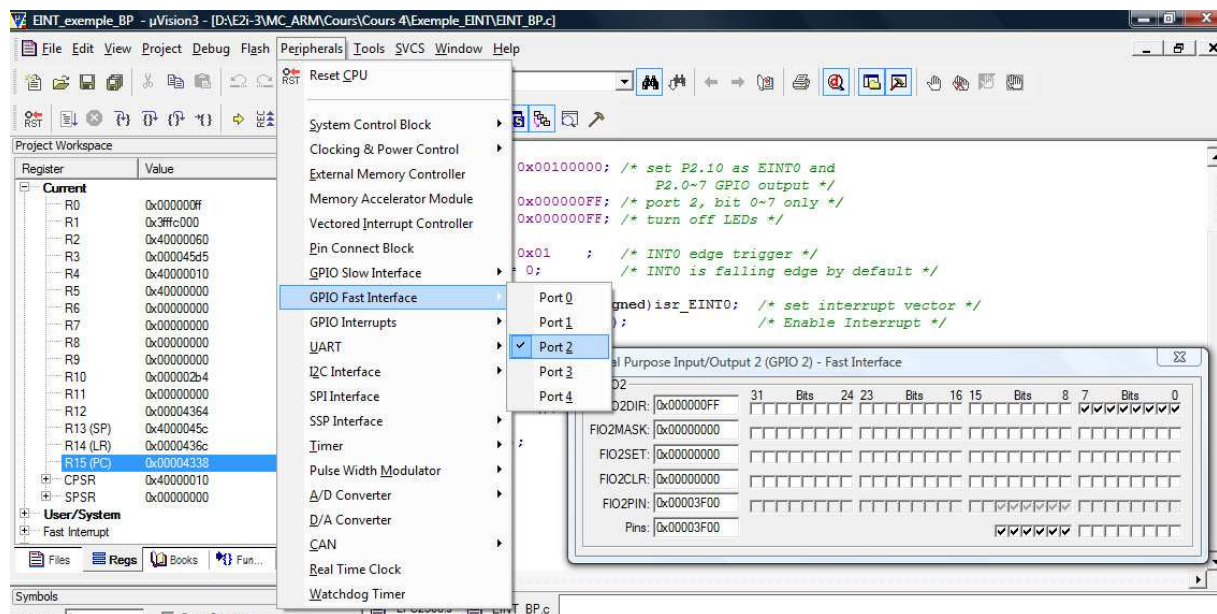 EINT_exemple_BP - µVision3 - [D:\E2i-3\MC_ARM\Cours\Cours 4\Exemple_EINT\EINT_BP.c]
File Edit View Project Debug Flash Peripherals Tools SVCS Window Help
RST Reset CPU
RST
System Control Block
Clocking & Power Control
External Memory Controller
Memory Accelerator Module
Vectored Interrupt Controller
Pin Connect Block
GPIO Slow Interface
GPIO Fast Interface
GPIO Interrupts
UART
I2C Interface
SPI Interface
SSP Interface
Timer
Pulse Width Modulator
A/D Converter
D/A Converter
CAN
Real Time Clock
Watchdog Timer
Port 0
Port 1
Port 2
Port 3
Port 4
Project Workspace
Register Value
Current
R0 0x000000ff
R1 0x3fffc000
R2 0x40000060
R3 0x000045d5
R4 0x40000010
R5 0x40000000
R6 0x00000000
R7 0x00000000
R8 0x00000000
R9 0x00000000
R10 0x000002b4
R11 0x00000000
R12 0x00004364
R13 (SP) 0x4000045c
R14 (LR) 0x0000436c
R15 (PC) 0x00004338
CPSR 0x40000010
SPSR 0x00000000
User/System
Fast Interrupt
Files Regs Books Fun...
Symbols
0x00100000; /* set P2.10 as EINT0 and
P2.0~7 GPIO output */
0x000000FF; /* port 2, bit 0~7 only */
0x000000FF; /* turn off LEDs */
0x01 ; /* INT0 edge trigger */
0; /* INT0 is falling edge by default */
gned)isr_EINT0; /* set interrupt vector */
); /* Enable Interrupt */
;
al Purpose Input/Output 2 (GPIO 2) - Fast Interface
31 Bits 24 23 Bits 16 15 Bits 8 7 Bits 0
O2DIR: 0x000000FF
FIO2MASK: 0x00000000
FIO2SET: 0x00000000
FIO2CLR: 0x00000000
FIO2PIN: 0x00003F00
Pins: 0x00003F00
EINT_BP.c